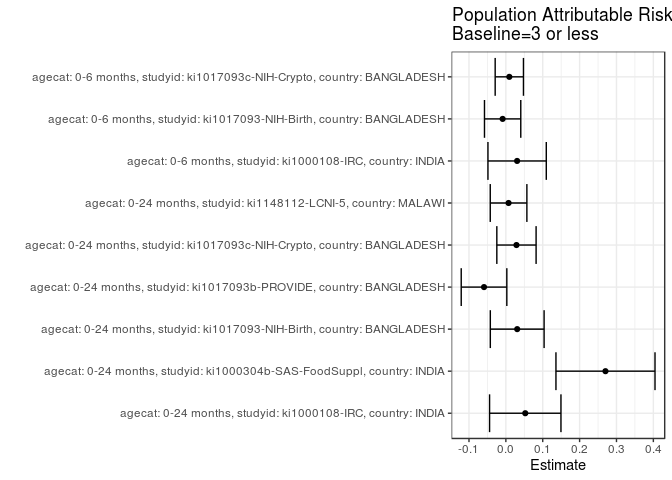 Population Attributable Risk
Baseline=3 or less
agecat: 0-6 months, studyid: ki1017093c-NIH-Crypto, country: BANGLADESH
agecat: 0-6 months, studyid: ki1017093-NIH-Birth, country: BANGLADESH
agecat: 0-6 months, studyid: ki1000108-IRC, country: INDIA
agecat: 0-24 months, studyid: ki1148112-LCNI-5, country: MALAWI
agecat: 0-24 months, studyid: ki1017093c-NIH-Crypto, country: BANGLADESH
agecat: 0-24 months, studyid: ki1017093b-PROVIDE, country: BANGLADESH
agecat: 0-24 months, studyid: ki1017093-NIH-Birth, country: BANGLADESH
agecat: 0-24 months, studyid: ki1000304b-SAS-FoodSuppl, country: INDIA
agecat: 0-24 months, studyid: ki1000108-IRC, country: INDIA
-0.1 0.0 0.1 0.2 0.3 0.4
Estimate